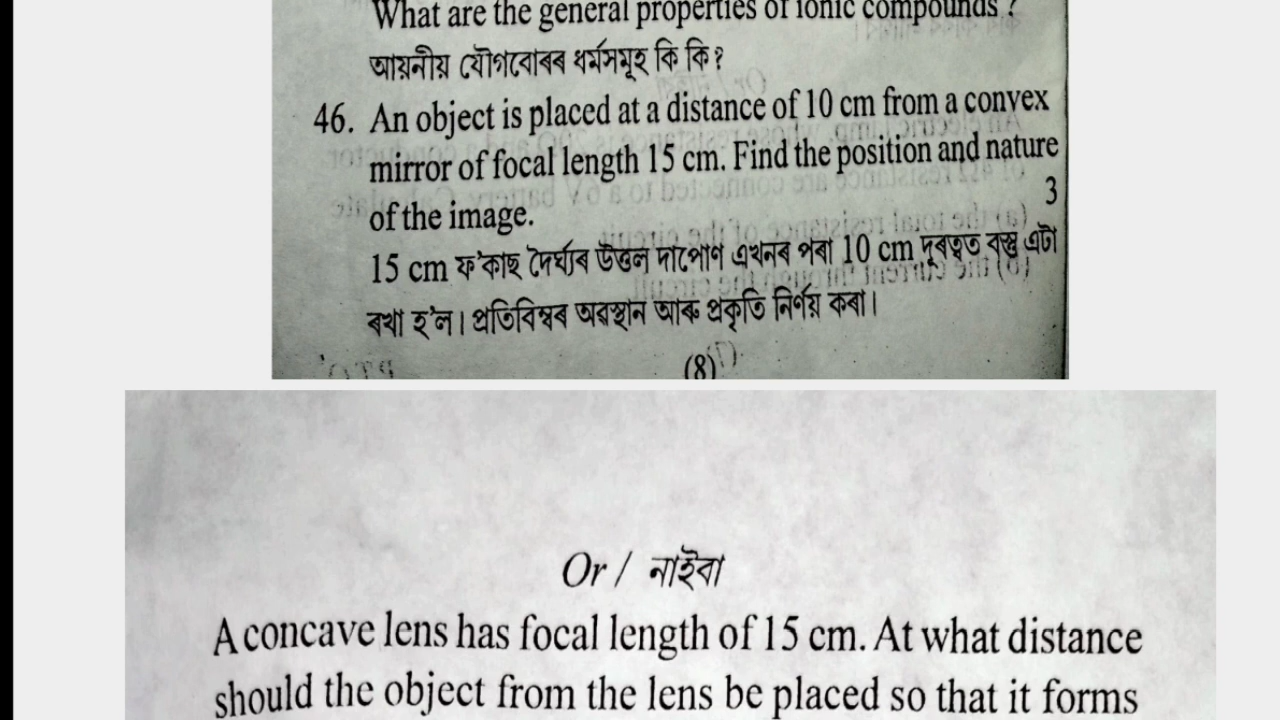 What are the general properties of ionic compounds ?
আয়নীয় যৌগবোৰৰ ধৰ্মসমূহ কি কি?
46. An object is placed at a distance of 10 cm from a convex
mirror of focal length 15 cm. Find the position and nature
of the image. 3
15 cm ফ'কাছ দৈৰ্ঘ্যৰ উত্তল দাপোণ এখনৰ পৰা 10 cm দূৰত্বত বস্তু এটা
ৰখা হ'ল। প্ৰতিবিম্বৰ অৱস্থান আৰু প্ৰকৃতি নিৰ্ণয় কৰা।
(8)
Or / নাইবা
A concave lens has focal length of 15 cm. At what distance
should the object from the lens be placed so that it forms